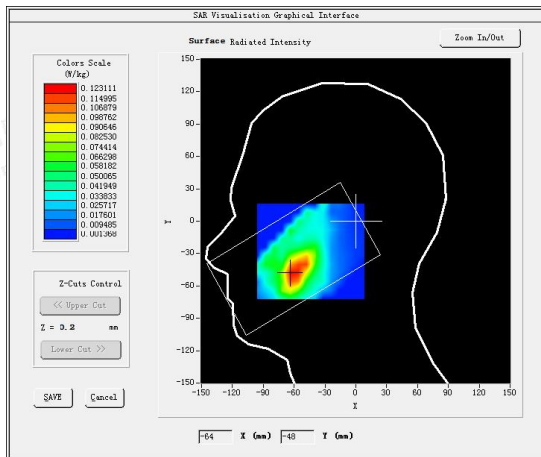 SAR Visualisation Graphical Interface
Surface Radiated Intensity
Zoom In/Out
Colors Scale
(W/kg)
0.123111
0.114995
0.106879
0.098762
0.090646
0.082530
0.074414
0.066298
0.058182
0.050065
0.041949
0.033833
0.025717
0.017601
0.009485
0.001368
Z-Cuts Control
<< Upper Cut
Z = 0.2 mm
Lower Cut >>
SAVE Cancel
150
120
90
60
30
0
-30
-60
-90
-120
-150
Y
-150 -120 -90 -60 -30 0 30 60 90 120 150
X
-64 X (mm) -48 Y (mm)